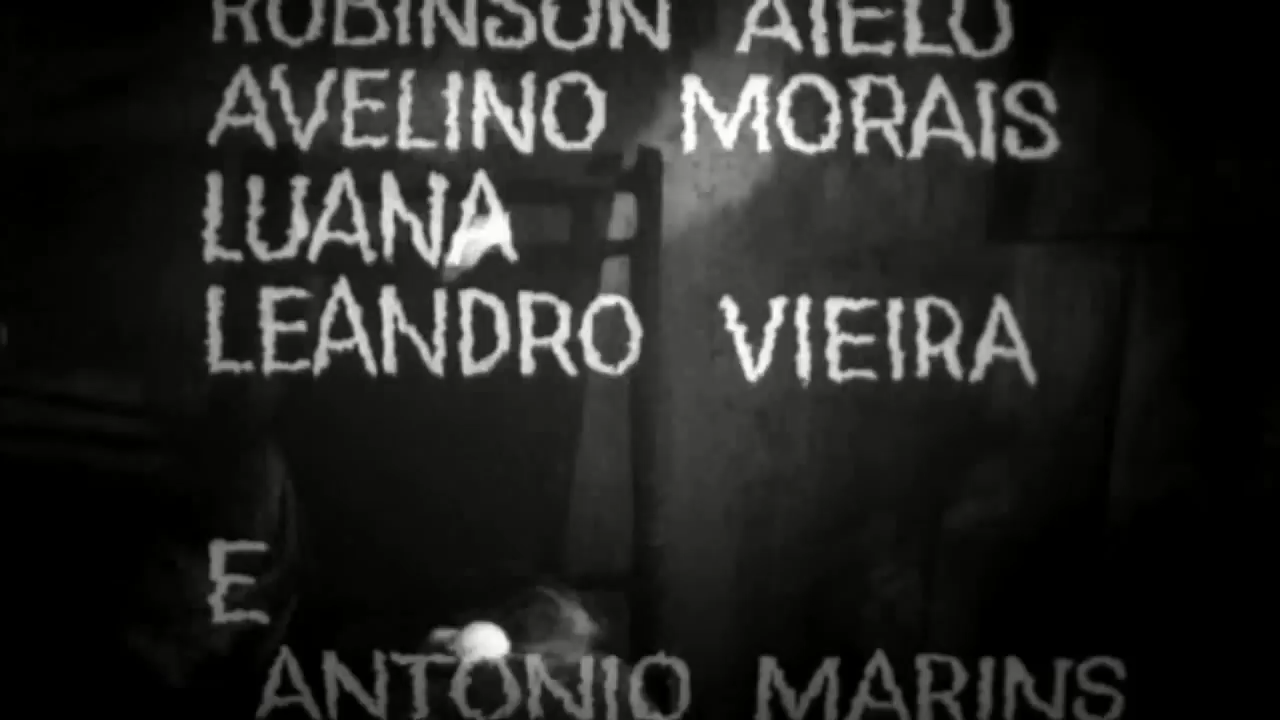 ROBINSON AIELO
AVELINO MORAIS
LUANA
LEANDRO VIEIRA
E
ANTONIO MARINS